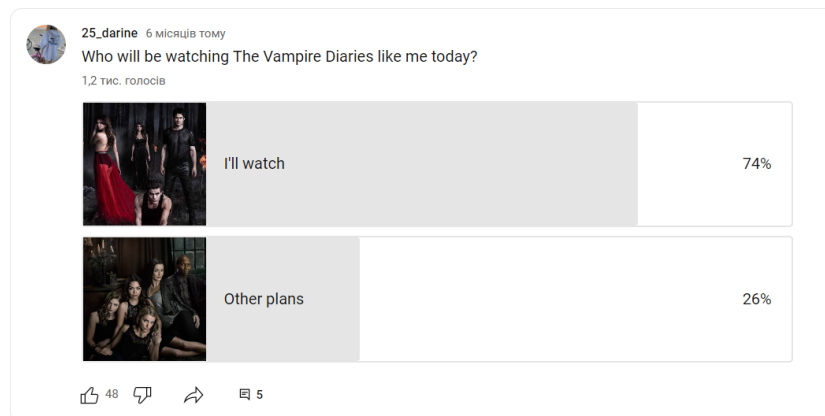 25_darine 6 місяців тому
Who will be watching The Vampire Diaries like me today?
1,2 тис. голосів
I'll watch 74%
Other plans 26%
48 5